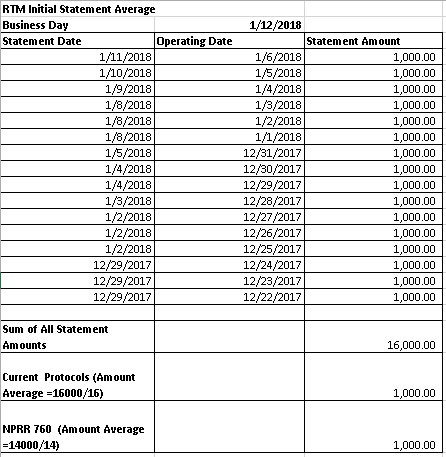 RTM Initial Statement Average
Business Day 1/12/2018
Statement Date Operating Date Statement Amount
1/11/2018 1/6/2018 1,000.00
1/10/2018 1/5/2018 1,000.00
1/9/2018 1/4/2018 1,000.00
1/8/2018 1/3/2018 1,000.00
1/8/2018 1/2/2018 1,000.00
1/8/2018 1/1/2018 1,000.00
1/5/2018 12/31/2017 1,000.00
1/4/2018 12/30/2017 1,000.00
1/4/2018 12/29/2017 1,000.00
1/3/2018 12/28/2017 1,000.00
1/2/2018 12/27/2017 1,000.00
1/2/2018 12/26/2017 1,000.00
1/2/2018 12/25/2017 1,000.00
12/29/2017 12/24/2017 1,000.00
12/29/2017 12/23/2017 1,000.00
12/29/2017 12/22/2017 1,000.00
Sum of All Statement
Amounts 16,000.00
Current Protocols (Amount
Average =16000/16) 1,000.00
NPRR 760 (Amount Average
=14000/14) 1,000.00